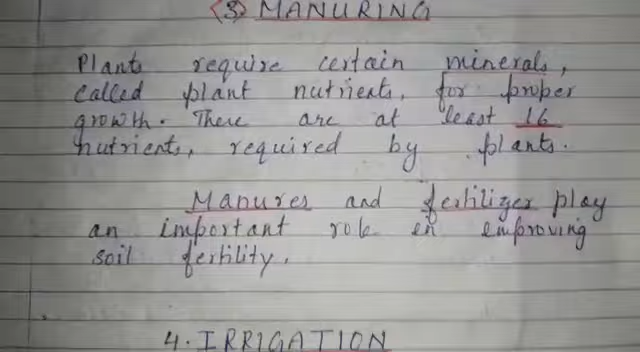 (3) MANURING
Plants require certain minerals,
called plant nutrients, for proper
growth. There are at least 16
nutrients, required by plants.
Manures and fertilizer play
an important role in improving
soil fertility.
4. IRRIGATION